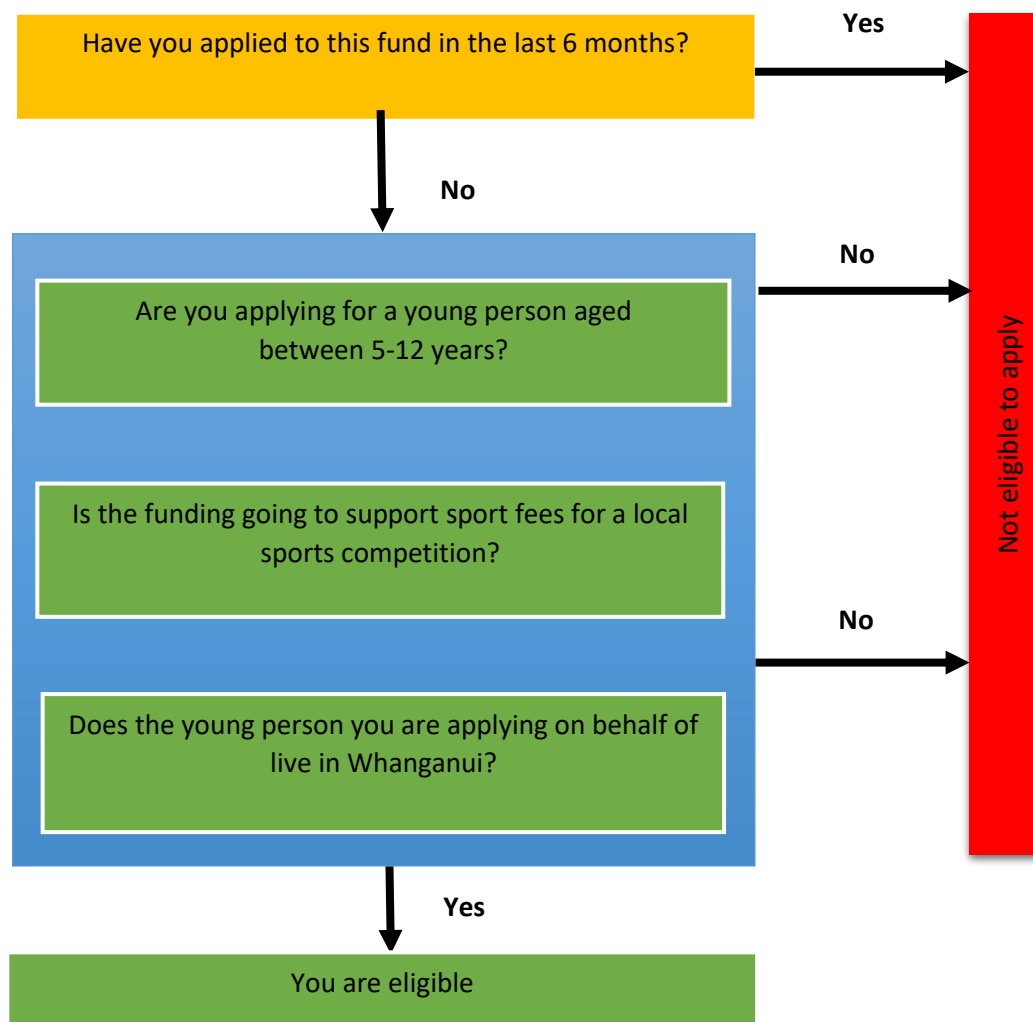 Have you applied to this fund in the last 6 months?
Yes
No
No
Are you applying for a young person aged
between 5-12 years?
Is the funding going to support sport fees for a local
sports competition?
No
Does the young person you are applying on behalf of
live in Whanganui?
Not eligible to apply
Yes
You are eligible